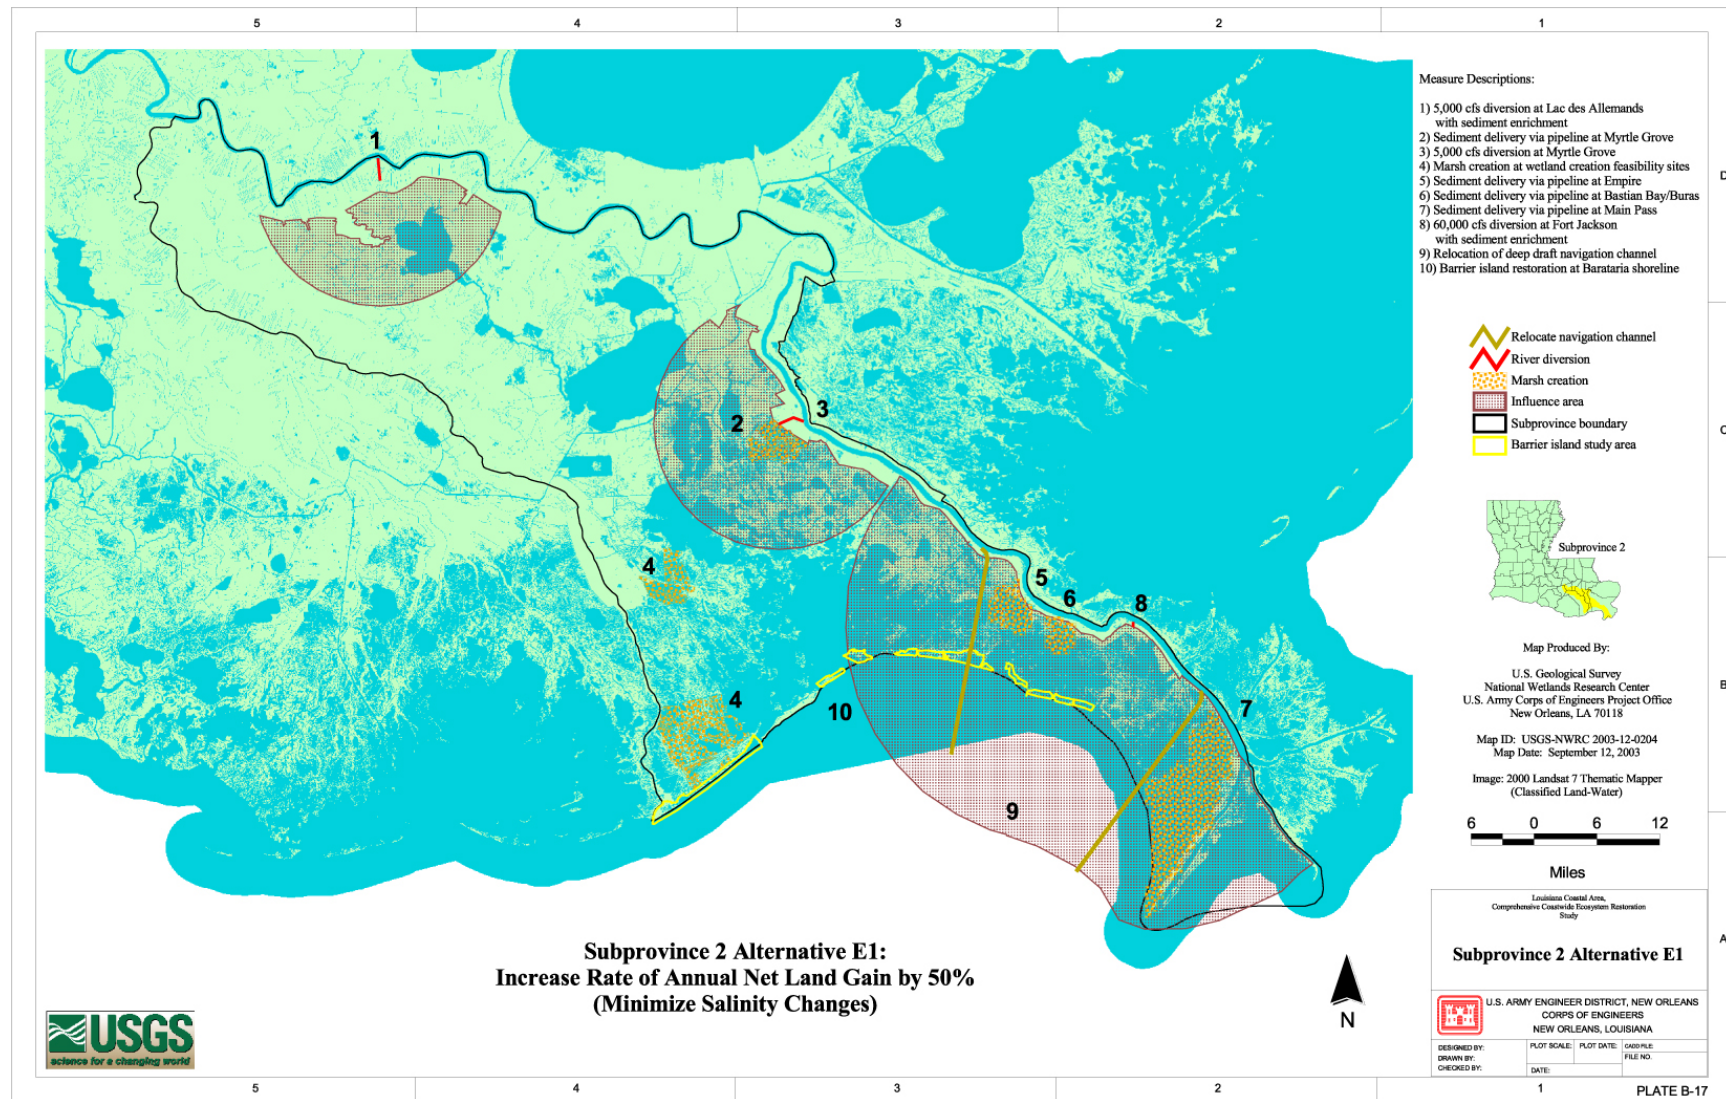 5 4 3 2 1
Measure Descriptions:
1) 5,000 cfs diversion at Lac des Allemands
with sediment enrichment
2) Sediment delivery via pipeline at Myrtle Grove
3) 5,000 cfs diversion at Myrtle Grove
4) Marsh creation at wetland creation feasibility sites
5) Sediment delivery via pipeline at Empire
6) Sediment delivery via pipeline at Bastian Bay/Buras
7) Sediment delivery via pipeline at Main Pass
8) 60,000 cfs diversion at Fort Jackson
with sediment enrichment
9) Relocation of deep draft navigation channel
10) Barrier island restoration at Barataria shoreline
D
Relocate navigation channel
River diversion
Marsh creation
Influence area
Subprovince boundary
Barrier island study area
C
Subprovince 2
Map Produced By:
U.S. Geological Survey
National Wetlands Research Center
U.S. Army Corps of Engineers Project Office
New Orleans, LA 70118
B
Map ID: USGS-NWRC 2003-12-0204
Map Date: September 12, 2003
Image: 2000 Landsat 7 Thematic Mapper
(Classified Land-Water)
6 0 6 12
Miles
1
2
3
4
4
5
6
8
7
10
9
Subprovince 2 Alternative E1:
Increase Rate of Annual Net Land Gain by 50%
(Minimize Salinity Changes)
N
USGS
science for a changing world
Louisiana Coastal Area,
Comprehensive Coastwide Ecosystem Restoration
Study
Subprovince 2 Alternative E1
A
U.S. ARMY ENGINEER DISTRICT, NEW ORLEANS
CORPS OF ENGINEERS
NEW ORLEANS, LOUISIANA
DESIGNED BY:
DRAWN BY:
CHECKED BY:
PLOT SCALE:
PLOT DATE:
CADD FILE:
FILE NO.
DATE:
5 4 3 2 1
PLATE B-17